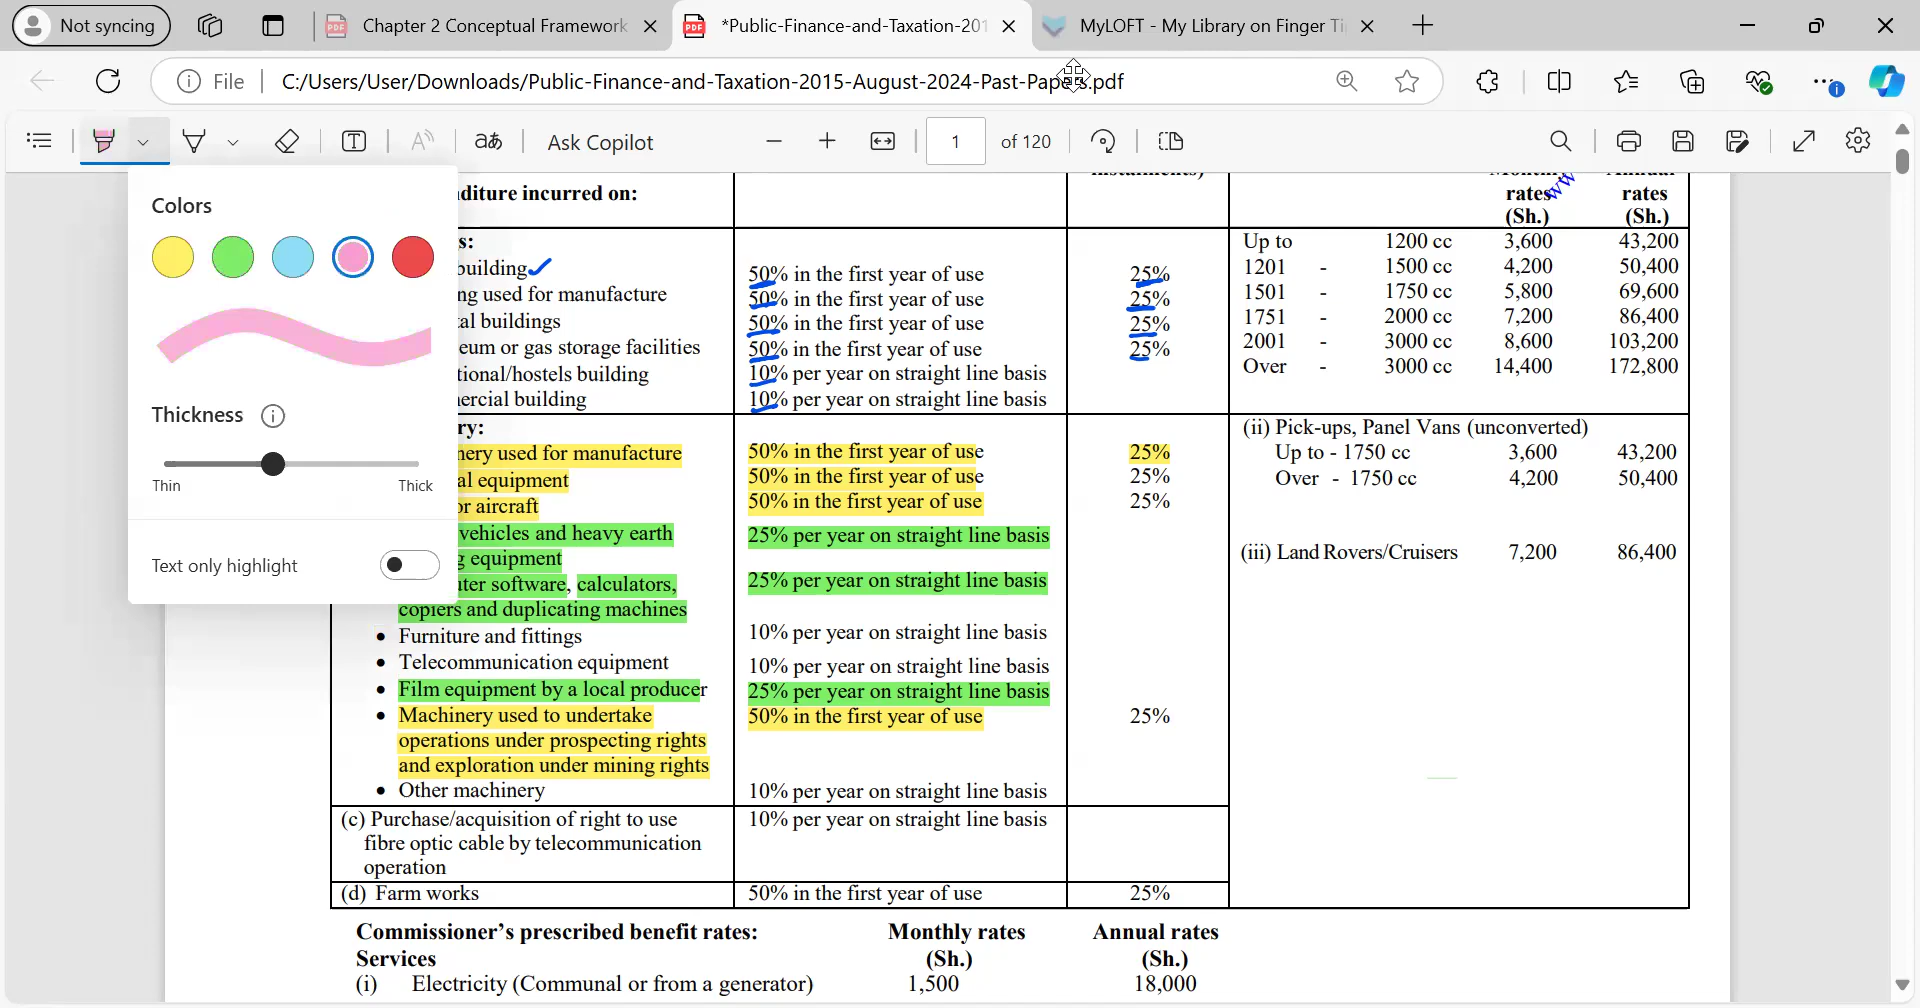 Not syncing
Chapter 2 Conceptual Framework
*Public-Finance-and-Taxation-201
MyLOFT - My Library on Finger Ti
File
C:/Users/User/Downloads/Public-Finance-and-Taxation-2015-August-2024-Past-Papers.pdf
Ask Copilot
1 of 120
Colors
Thickness
Thin Thick
Text only highlight
diture incurred on:
rates rates
(Sh.) (Sh.)
s:
building 50% in the first year of use 25%
ng used for manufacture 50% in the first year of use 25%
tal buildings 50% in the first year of use 25%
eum or gas storage facilities 50% in the first year of use 25%
tional/hostels building 10% per year on straight line basis
ercial building 10% per year on straight line basis
Up to 1200 cc 3,600 43,200
1201 - 1500 cc 4,200 50,400
1501 - 1750 cc 5,800 69,600
1751 - 2000 cc 7,200 86,400
2001 - 3000 cc 8,600 103,200
Over - 3000 cc 14,400 172,800
ry:
nery used for manufacture 50% in the first year of use 25%
al equipment 50% in the first year of use 25%
or aircraft 50% in the first year of use 25%
vehicles and heavy earth 25% per year on straight line basis
g equipment
uter software, calculators, 25% per year on straight line basis
copiers and duplicating machines
• Furniture and fittings 10% per year on straight line basis
• Telecommunication equipment 10% per year on straight line basis
• Film equipment by a local producer 25% per year on straight line basis
• Machinery used to undertake 50% in the first year of use 25%
operations under prospecting rights
and exploration under mining rights
• Other machinery 10% per year on straight line basis
(ii) Pick-ups, Panel Vans (unconverted)
Up to - 1750 cc 3,600 43,200
Over - 1750 cc 4,200 50,400
(iii) Land Rovers/Cruisers 7,200 86,400
(c) Purchase/acquisition of right to use 10% per year on straight line basis
fibre optic cable by telecommunication
operation
(d) Farm works 50% in the first year of use 25%
Commissioner's prescribed benefit rates: Monthly rates Annual rates
Services (Sh.) (Sh.)
(i) Electricity (Communal or from a generator) 1,500 18,000